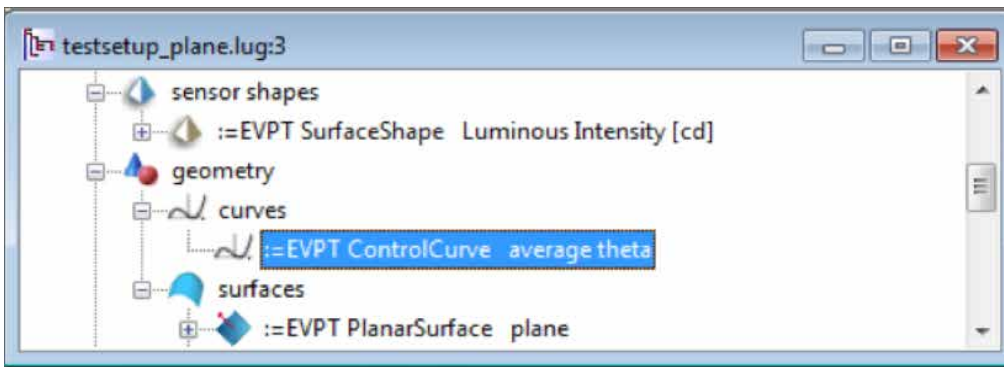 testsetup_plane.lug:3
sensor shapes
:=EVPT SurfaceShape Luminous Intensity [cd]
geometry
curves
:=EVPT ControlCurve average theta
surfaces
:=EVPT PlanarSurface plane